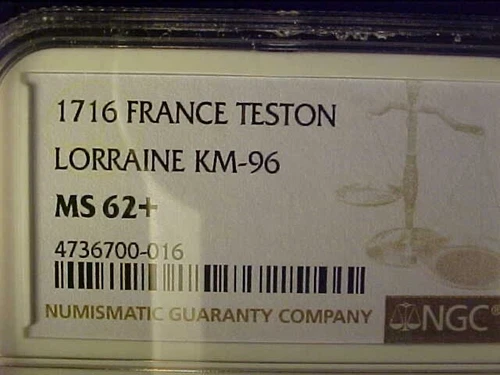 1716 FRANCE TESTON
LORRAINE KM-96
MS 62+
4736700-016
NUMISMATIC GUARANTY COMPANY NGC®